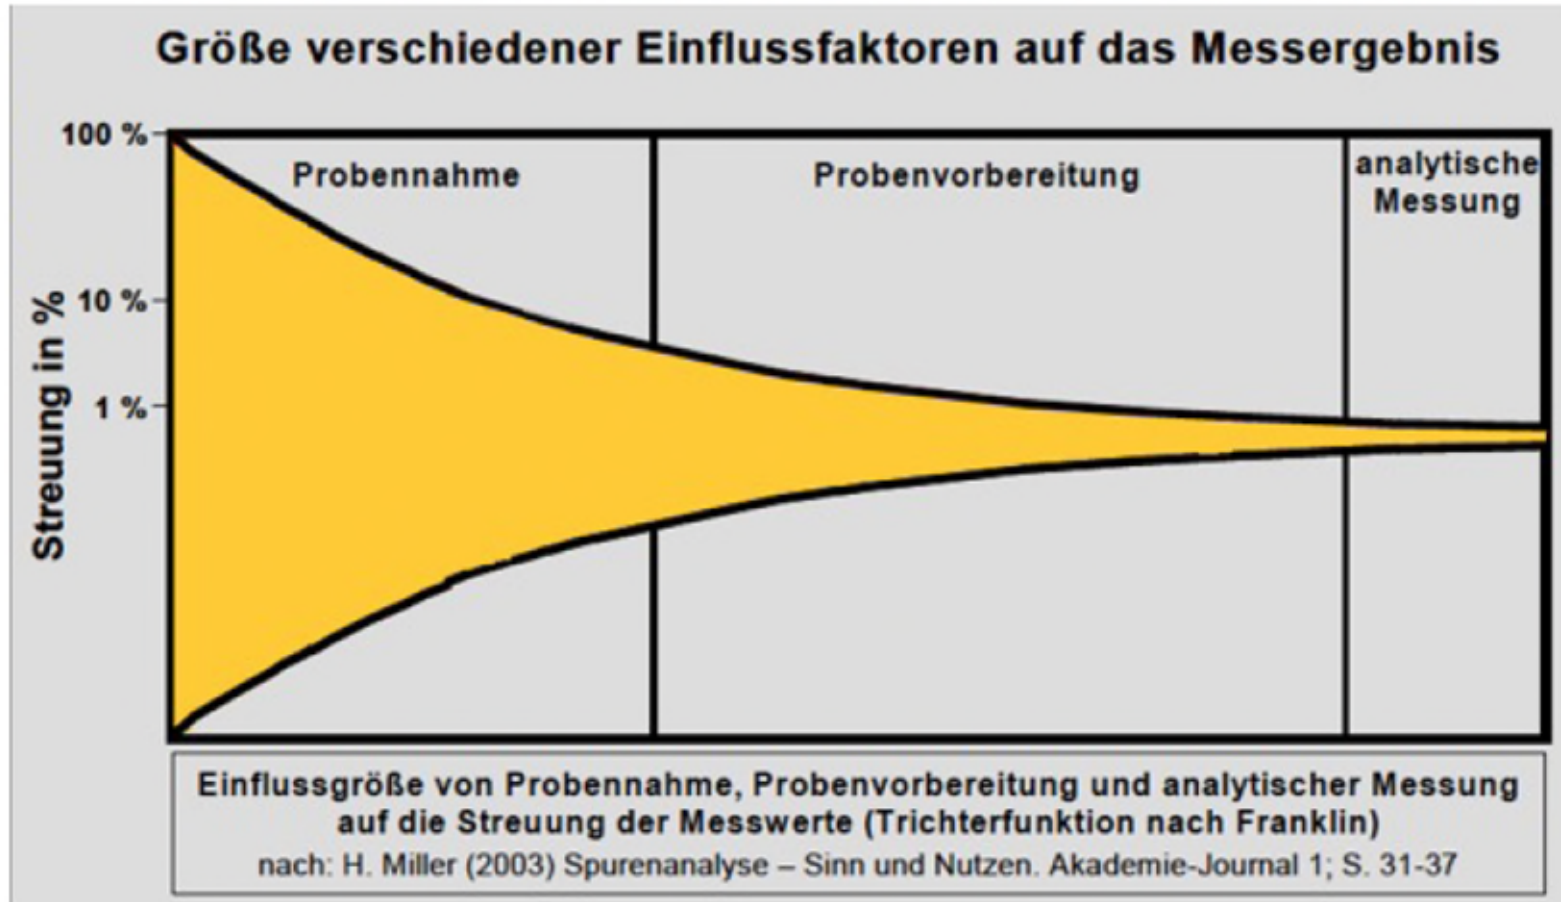 Größe verschiedener Einflussfaktoren auf das Messergebnis
100 %
10 %
1 %
Streuung in %
Probennahme
Probenvorbereitung
analytische
Messung
Einflussgröße von Probennahme, Probenvorbereitung und analytischer Messung
auf die Streuung der Messwerte (Trichterfunktion nach Franklin)
nach: H. Miller (2003) Spurenanalyse – Sinn und Nutzen. Akademie-Journal 1; S. 31-37